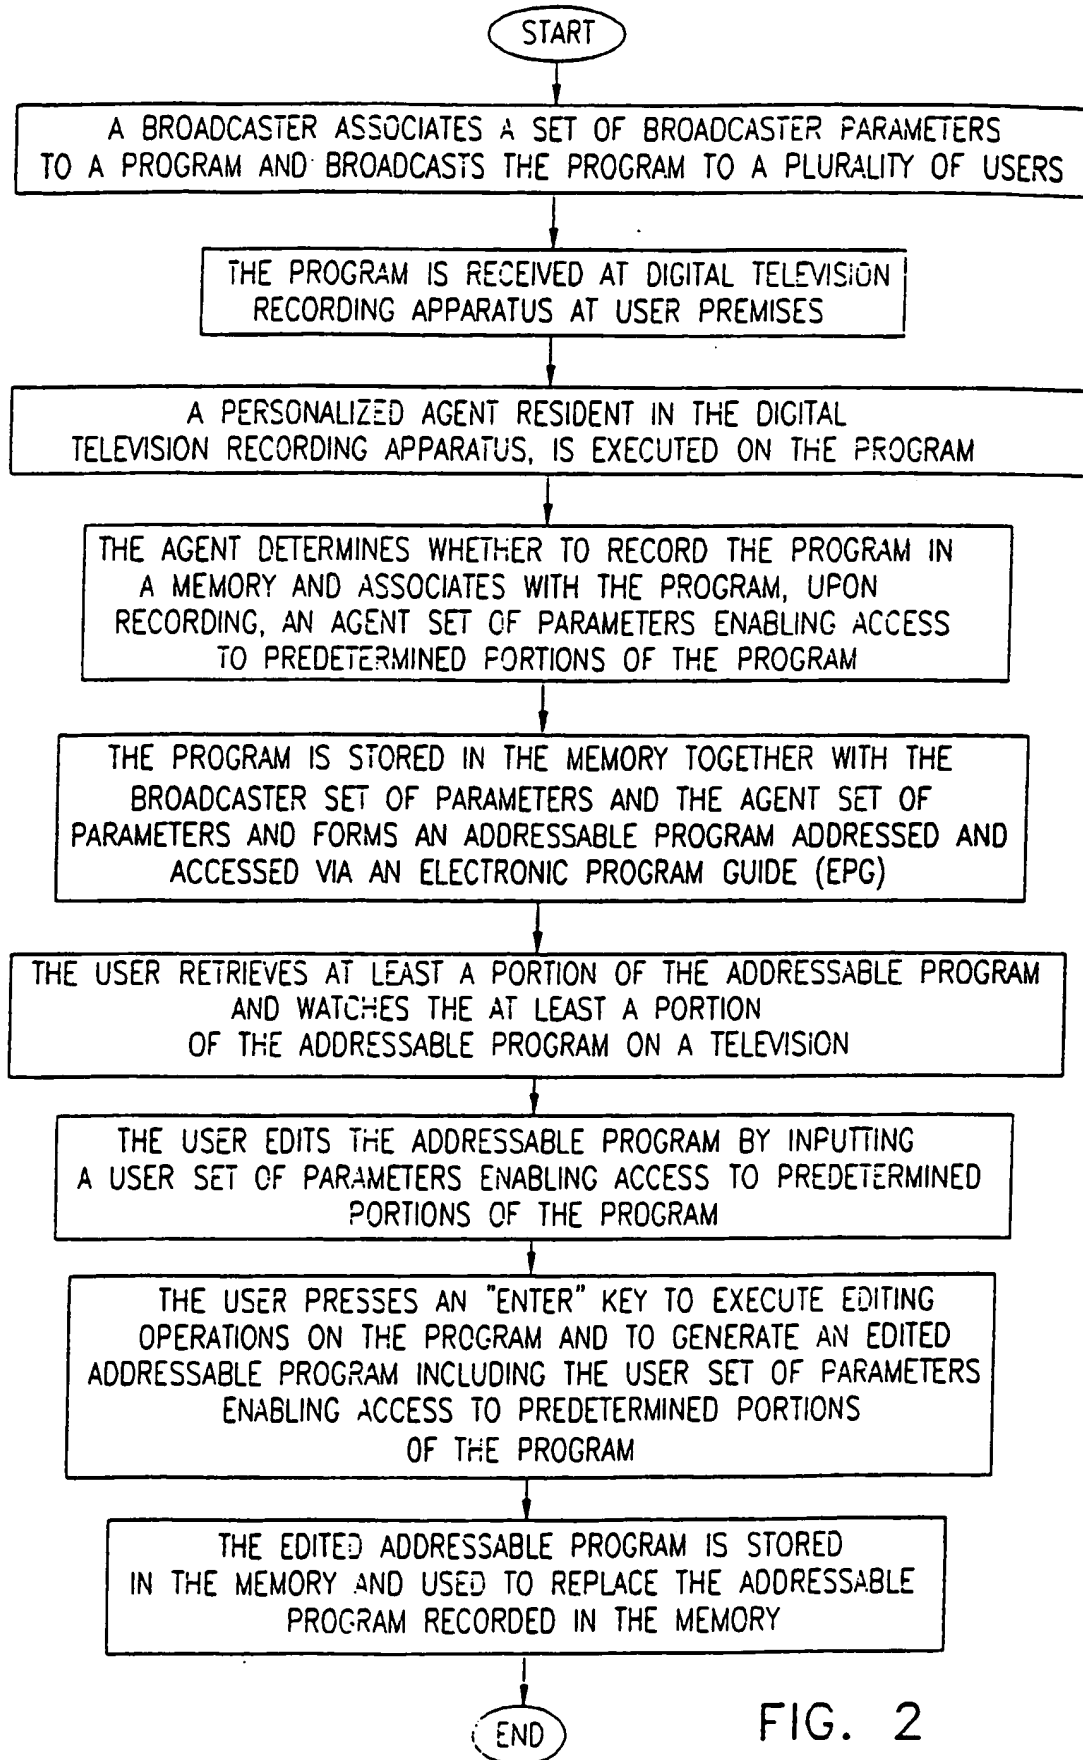 START
A BROADCASTER ASSOCIATES A SET OF BROADCASTER PARAMETERS
TO A PROGRAM AND BROADCASTS THE PROGRAM TO A PLURALITY OF USERS
THE PROGRAM IS RECEIVED AT DIGITAL TELEVISION
RECORDING APPARATUS AT USER PREMISES
A PERSONALIZED AGENT RESIDENT IN THE DIGITAL
TELEVISION RECORDING APPARATUS, IS EXECUTED ON THE PROGRAM
THE AGENT DETERMINES WHETHER TO RECORD THE PROGRAM IN
A MEMORY AND ASSOCIATES WITH THE PROGRAM, UPON
RECORDING, AN AGENT SET OF PARAMETERS ENABLING ACCESS
TO PREDETERMINED PORTIONS OF THE PROGRAM
THE PROGRAM IS STORED IN THE MEMORY TOGETHER WITH THE
BROADCASTER SET OF PARAMETERS AND THE AGENT SET OF
PARAMETERS AND FORMS AN ADDRESSABLE PROGRAM ADDRESSED AND
ACCESSED VIA AN ELECTRONIC PROGRAM GUIDE (EPG)
THE USER RETRIEVES AT LEAST A PORTION OF THE ADDRESSABLE PROGRAM
AND WATCHES THE AT LEAST A PORTION
OF THE ADDRESSABLE PROGRAM ON A TELEVISION
THE USER EDITS THE ADDRESSABLE PROGRAM BY INPUTTING
A USER SET OF PARAMETERS ENABLING ACCESS TO PREDETERMINED
PORTIONS OF THE PROGRAM
THE USER PRESSES AN "ENTER" KEY TO EXECUTE EDITING
OPERATIONS ON THE PROGRAM AND TO GENERATE AN EDITED
ADDRESSABLE PROGRAM INCLUDING THE USER SET OF PARAMETERS
ENABLING ACCESS TO PREDETERMINED PORTIONS
OF THE PROGRAM
THE EDITED ADDRESSABLE PROGRAM IS STORED
IN THE MEMORY AND USED TO REPLACE THE ADDRESSABLE
PROGRAM RECORDED IN THE MEMORY
END
FIG. 2